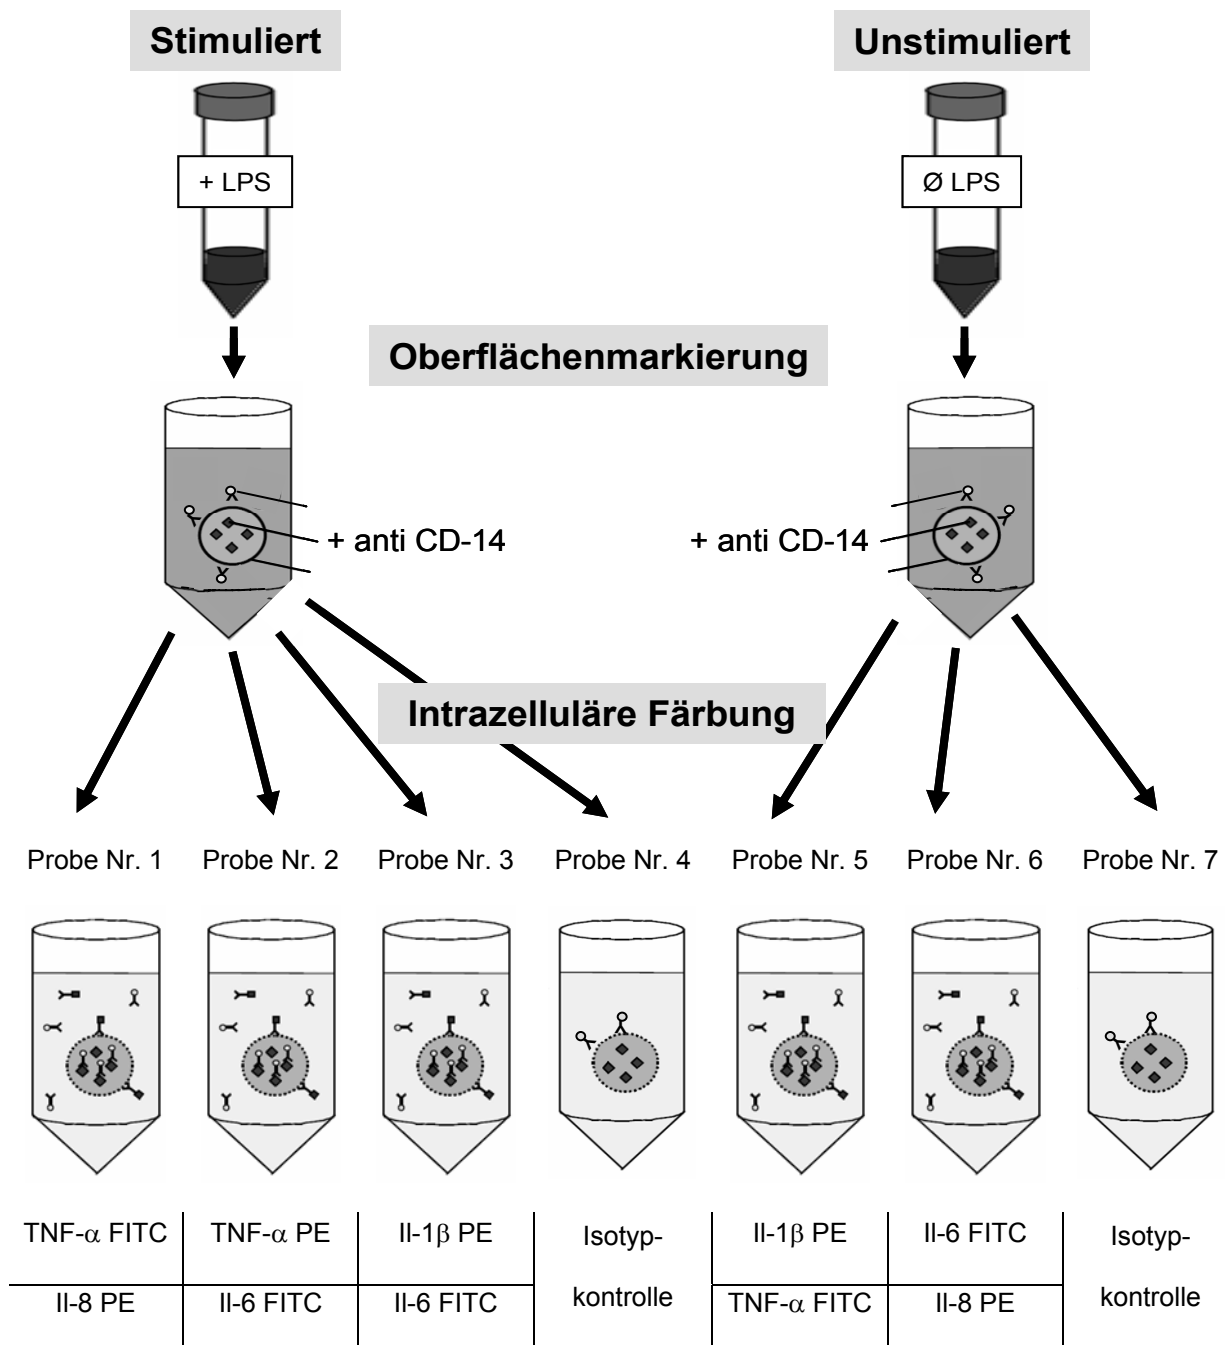 Stimuliert
Unstimuliert
+ LPS
Ø LPS
Oberflächenmarkierung
+ anti CD-14
+ anti CD-14
Intrazelluläre Färbung
Probe Nr. 1
Probe Nr. 2
Probe Nr. 3
Probe Nr. 4
Probe Nr. 5
Probe Nr. 6
Probe Nr. 7
TNF-α FITC
Il-8 PE
TNF-α PE
Il-6 FITC
Il-1β PE
Il-6 FITC
Isotyp-
kontrolle
Il-1β PE
TNF-α FITC
Il-6 FITC
Il-8 PE
Isotyp-
kontrolle